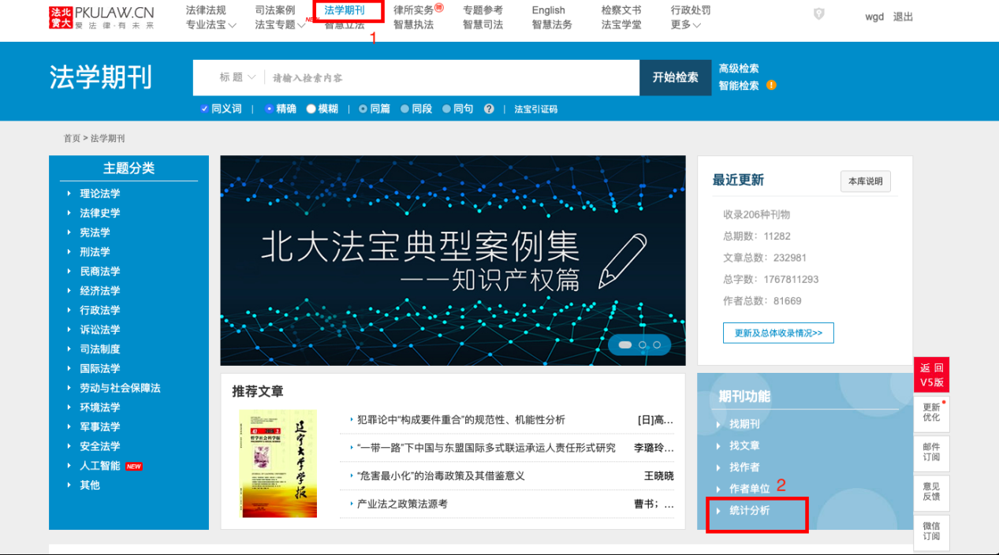 法北
寳大
PKULAW.CN
爱法律·有未来
法律法规 司法案例 法学期刊 律所实务 专题参考 English 检察文书 行政处罚
专业法宝 法宝专题 NEW 智慧立法 智慧执法 智慧司法 智慧法务 法宝学堂 更多
wgd 退出
1
法学期刊
标题 请输入检索内容 开始检索
高级检索
智能检索 !
同义词 | 精确 模糊 | 同篇 同段 同句 ? | 法宝引证码
首页 > 法学期刊
主题分类
理论法学
法律史学
宪法学
刑法学
民商法学
经济法学
行政法学
诉讼法学
司法制度
国际法学
劳动与社会保障法
环境法学
军事法学
安全法学
人工智能 NEW
其他
北大法宝典型案例集
——知识产权篇
最近更新 本库说明
收录206种刊物
总期数：11282
文章总数：232981
总字数：1767811293
作者总数：81669
更新及总体收录情况>>
推荐文章
辽宁大学学报
哲学社会科学版
犯罪论中“构成要件重合”的规范性、机能性分析 [日]高...
“一带一路”下中国与东盟国际多式联运承运人责任形式研究 李璐玲...
“危害最小化”的治毒政策及其借鉴意义 王晓晓
产业法之政策法源考 曹书；...
期刊功能
找期刊
找文章
找作者
作者单位 2
统计分析
返回
V5版
更新
优化
邮件
订阅
意见
反馈
微信
订阅